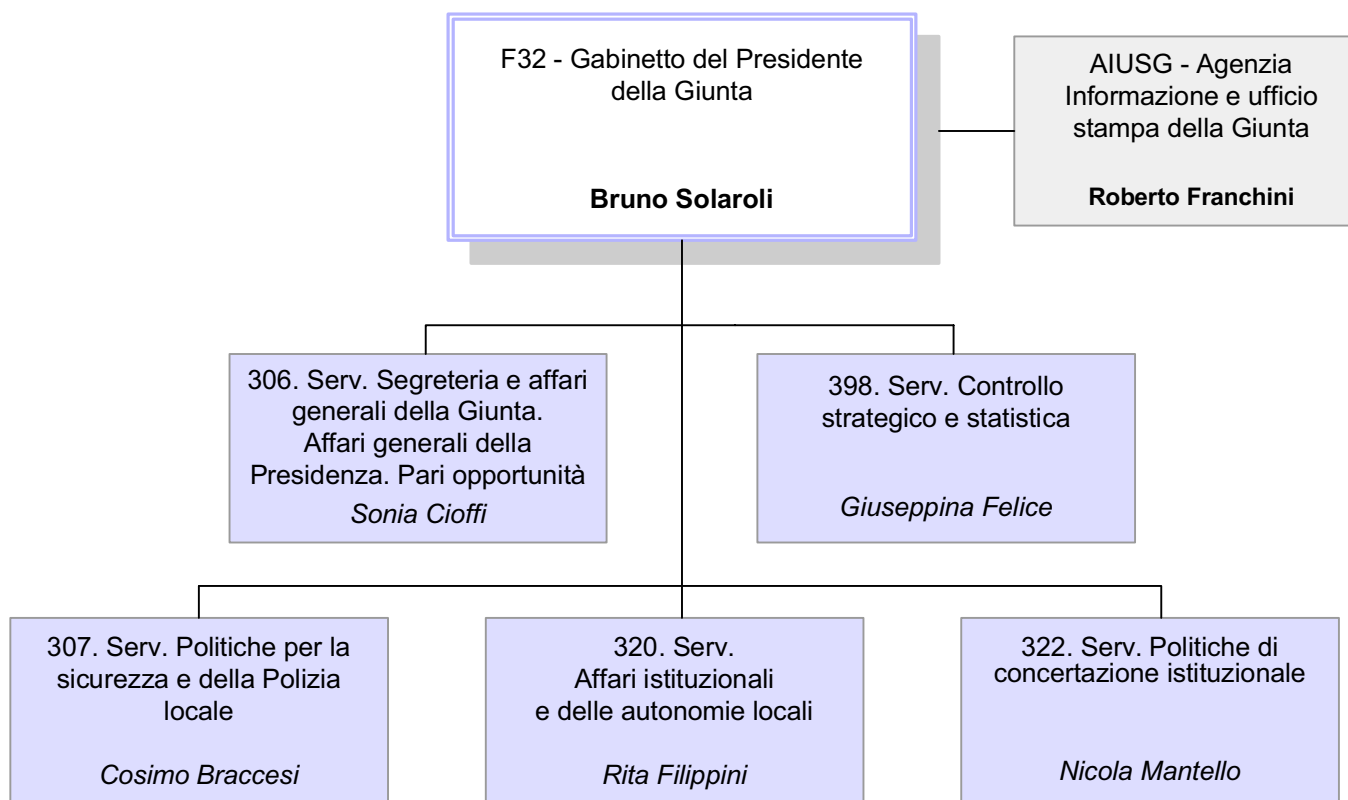 F32 - Gabinetto del Presidente
della Giunta
Bruno Solaroli
AIUSG - Agenzia
Informazione e ufficio
stampa della Giunta
Roberto Franchini
306. Serv. Segreteria e affari
generali della Giunta.
Affari generali della
Presidenza. Pari opportunità
Sonia Cioffi
398. Serv. Controllo
strategico e statistica
Giuseppina Felice
307. Serv. Politiche per la
sicurezza e della Polizia
locale
Cosimo Braccesi
320. Serv.
Affari istituzionali
e delle autonomie locali
Rita Filippini
322. Serv. Politiche di
concertazione istituzionale
Nicola Mantello